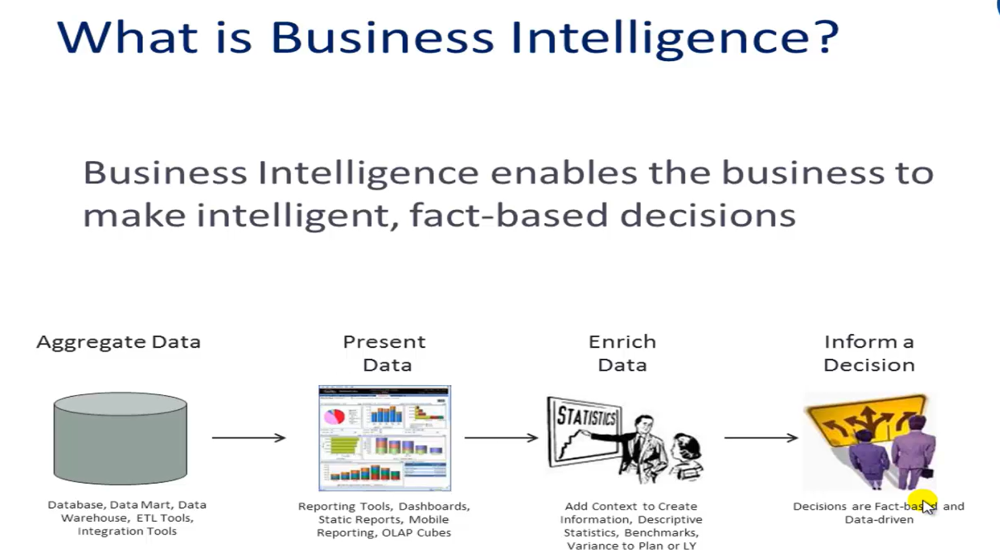 What is Business Intelligence?
Business Intelligence enables the business to
make intelligent, fact-based decisions
Aggregate Data
Database, Data Mart, Data
Warehouse, ETL Tools,
Integration Tools
Present
Data
Reporting Tools, Dashboards,
Static Reports, Mobile
Reporting, OLAP Cubes
Enrich
Data
STATISTICS
Add Context to Create
Information, Descriptive
Statistics, Benchmarks,
Variance to Plan or LY
Inform a
Decision
Decisions are Fact-based and
Data-driven